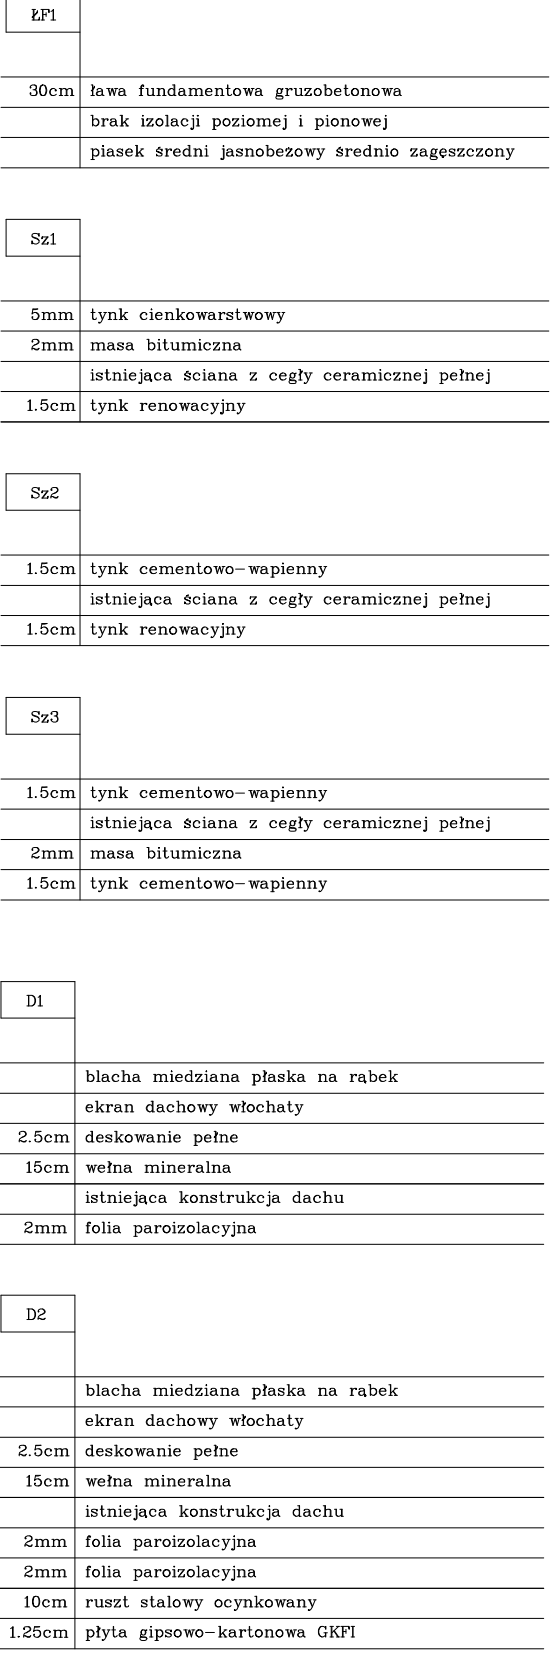 ŁF1
30cm ława fundamentowa gruzobetonowa
brak izolacji poziomej i pionowej
piasek średni jasnobeżowy średnio zagęszczony
Sz1
5mm tynk cienkowarstwowy
2mm masa bitumiczna
istniejąca ściana z cegły ceramicznej pełnej
1.5cm tynk renowacyjny
Sz2
1.5cm tynk cementowo-wapienny
istniejąca ściana z cegły ceramicznej pełnej
1.5cm tynk renowacyjny
Sz3
1.5cm tynk cementowo-wapienny
istniejąca ściana z cegły ceramicznej pełnej
2mm masa bitumiczna
1.5cm tynk cementowo-wapienny
D1
blacha miedziana płaska na rąbek
ekran dachowy włochaty
2.5cm deskowanie pełne
15cm wełna mineralna
istniejąca konstrukcja dachu
2mm folia paroizolacyjna
D2
blacha miedziana płaska na rąbek
ekran dachowy włochaty
2.5cm deskowanie pełne
15cm wełna mineralna
istniejąca konstrukcja dachu
2mm folia paroizolacyjna
2mm folia paroizolacyjna
10cm ruszt stalowy ocynkowany
1.25cm płyta gipsowo-kartonowa GKFI